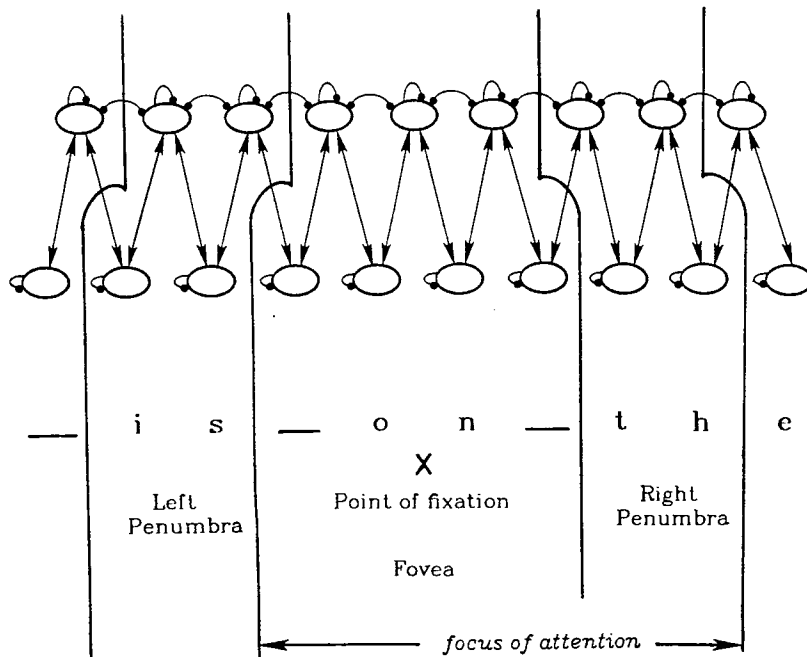 _ i s _ o n _ t h e
X
Left
Penumbra
Point of fixation
Right
Penumbra
Fovea
focus of attention